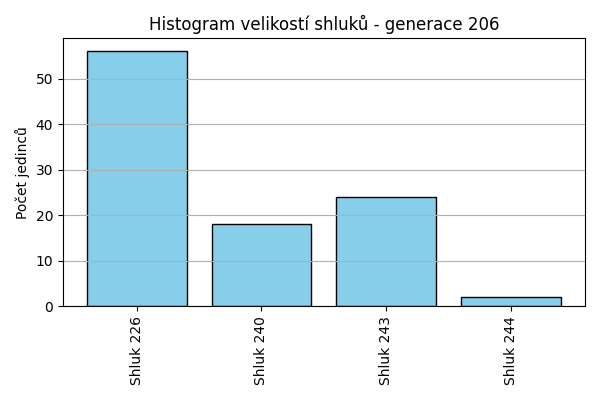 Histogram velikostí shluků - generace 206
Počet jedinců
50
40
30
20
10
0
Shluk 226
Shluk 240
Shluk 243
Shluk 244